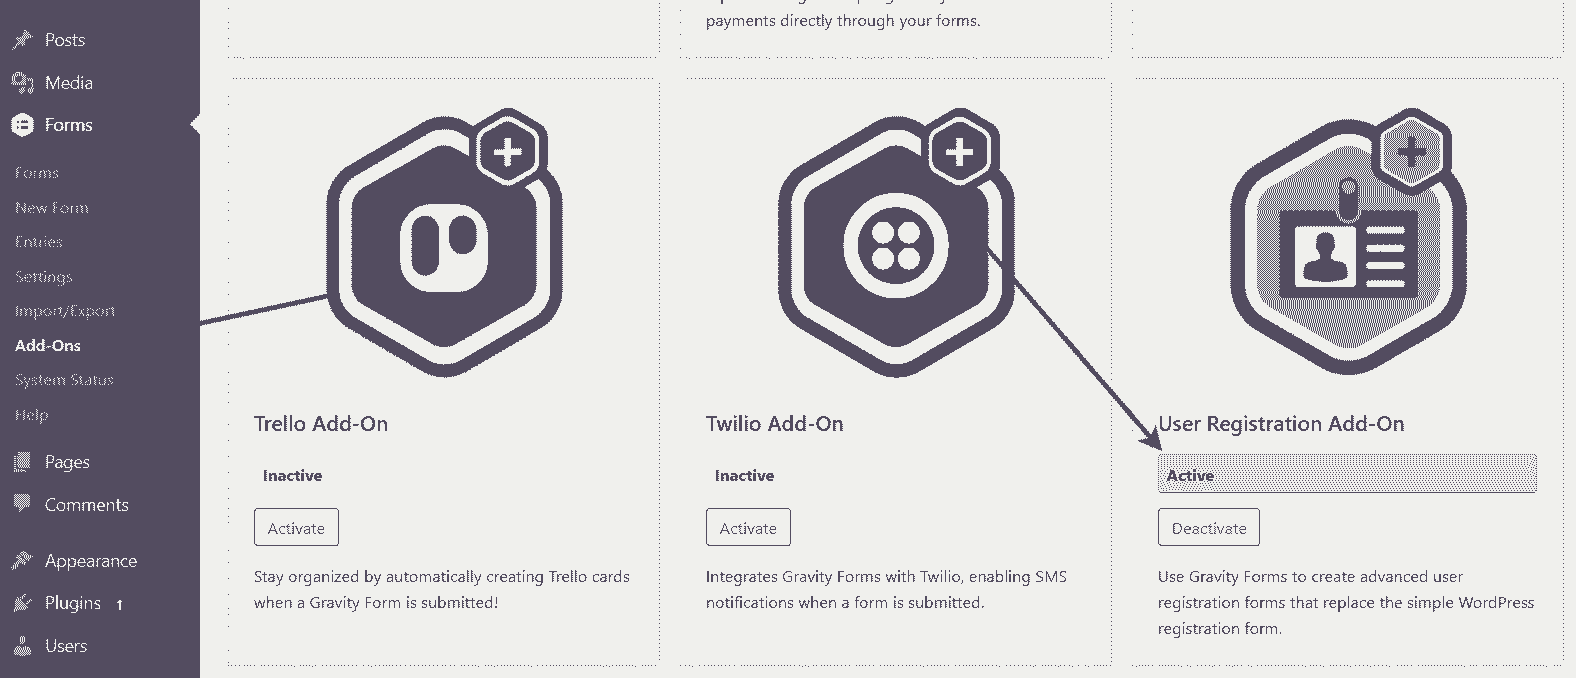 Posts
Media
Forms
Forms
New Form
Entries
Settings
Import/Export
Add-Ons
System Status
Help
Pages
Comments
Appearance
Plugins 1
Users
payments directly through your forms.
Trello Add-On
Inactive
Activate
Stay organized by automatically creating Trello cards
when a Gravity Form is submitted!
Twilio Add-On
Inactive
Activate
Integrates Gravity Forms with Twilio, enabling SMS
notifications when a form is submitted.
User Registration Add-On
Active
Deactivate
Use Gravity Forms to create advanced user
registration forms that replace the simple WordPress
registration form.